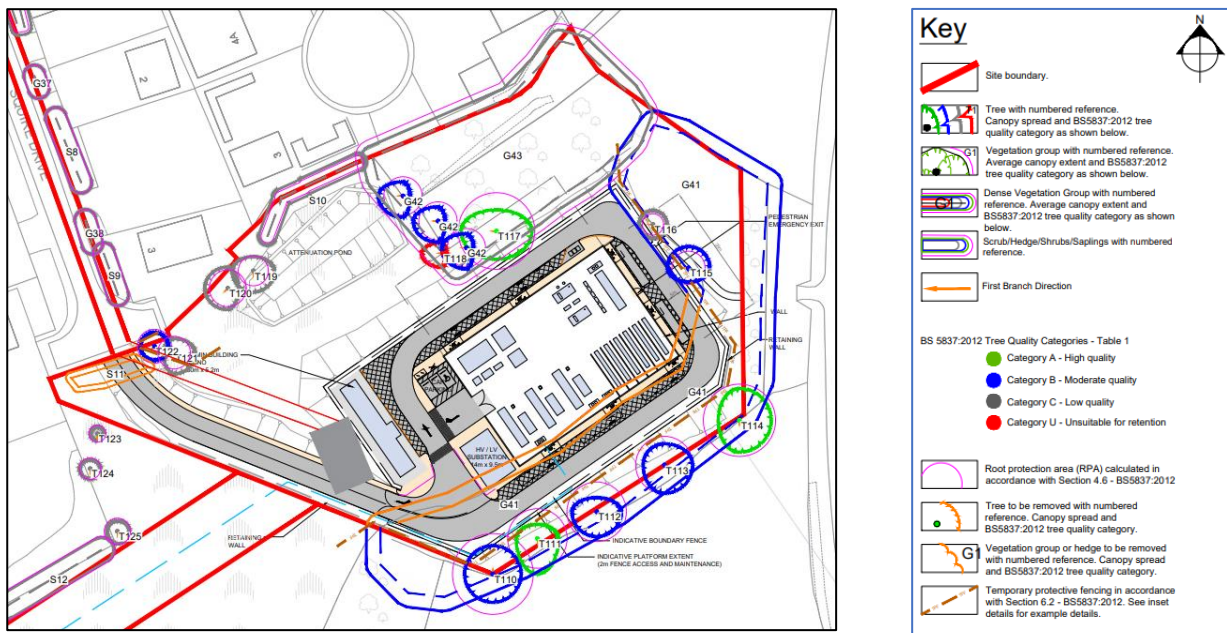 4A
G37
2
SQUIRE DRIVE
S8
3
S10
G43
G41
G42
G42
G42
T117
T118
T116
PEDESTRIAN
EMERGENCY EXIT
T115
G38
3
S9
ATTENUATION POND
T119
T120
WALL
RETAINING
WALL
T122
T121
S11
G41
T114
T123
T124
HV / LV
SUBSTATION
T113
G41
T112
T125
RETAINING
WALL
S12
INDICATIVE BOUNDARY FENCE
T111
INDICATIVE PLATFORM EXTENT
(2m FENCE ACCESS AND MAINTENANCE)
T110
Key
N
Site boundary.
Tree with numbered reference.
Canopy spread and BS5837:2012 tree
quality category as shown below.
G1
Vegetation group with numbered reference.
Average canopy extent and BS5837:2012
tree quality category as shown below.
G1
Dense Vegetation Group with numbered
reference. Average canopy extent and
BS5837:2012 tree quality category as shown
below.
Scrub/Hedge/Shrubs/Saplings with numbered
reference.
First Branch Direction
BS 5837:2012 Tree Quality Categories - Table 1
Category A - High quality
Category B - Moderate quality
Category C - Low quality
Category U - Unsuitable for retention
Root protection area (RPA) calculated in
accordance with Section 4.6 - BS5837:2012
Tree to be removed with numbered
reference. Canopy spread and
BS5837:2012 tree quality category.
G1
Vegetation group or hedge to be removed
with numbered reference. Canopy spread
and BS5837:2012 tree quality category.
Temporary protective fencing in accordance
with Section 6.2 - BS5837:2012. See inset
details for example details.